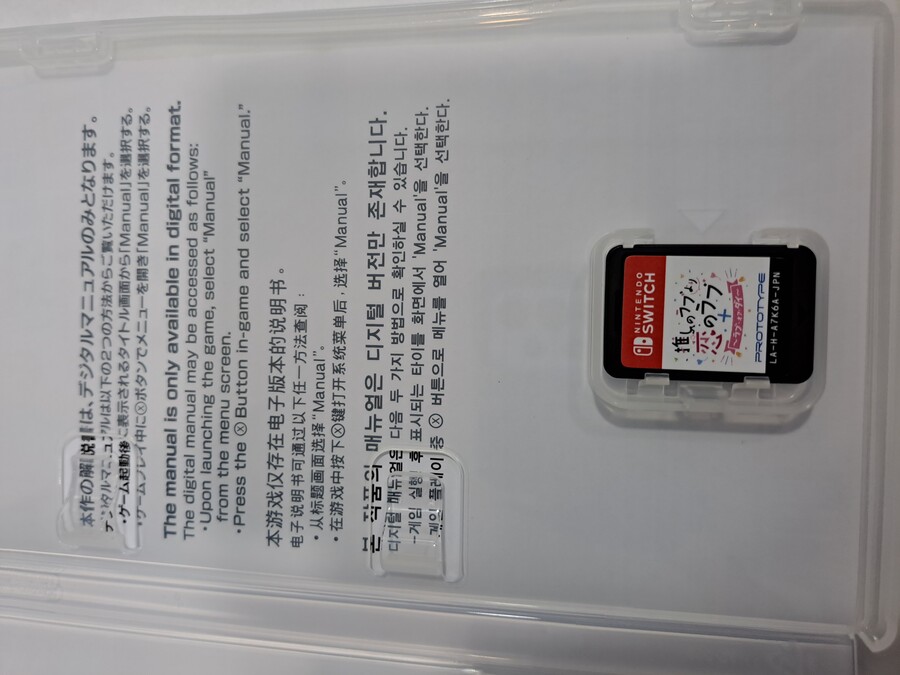 本作の解説書は、デジタルマニュアルのみとなります。
デジタルマニュアルは以下の2つの方法からご覧いただけます。
・ゲーム起動後に表示されるタイトル画面から「Manual」を選択する。
・ゲームプレイ中にⓧボタンでメニューを開き「Manual」を選択する。
The manual is only available in digital format.
The digital manual may be accessed as follows:
・Upon launching the game, select "Manual"
from the menu screen.
・Press the ⓧ Button in-game and select "Manual."
本游戏仅存在电子版本的说明书。
电子说明书可通过以下任一方法查阅：
・从标题画面选择"Manual"。
・在游戏中按下ⓧ键打开系统菜单后，选择"Manual"。
본 작품의 매뉴얼은 디지털 버전만 존재합니다.
디지털 매뉴얼은 다음 두 가지 방법으로 확인하실 수 있습니다.
-게임 실행 후 표시되는 타이틀 화면에서 'Manual'을 선택한다.
-게임 플레이 중 ⓧ 버튼으로 메뉴를 열어 'Manual'을 선택한다.
NINTENDO
SWITCH
推しのラブより
恋のラブ
+
～ラブ・オブ・ダイー！
PROTOTYPE
LA-H-A7K6A-JPN